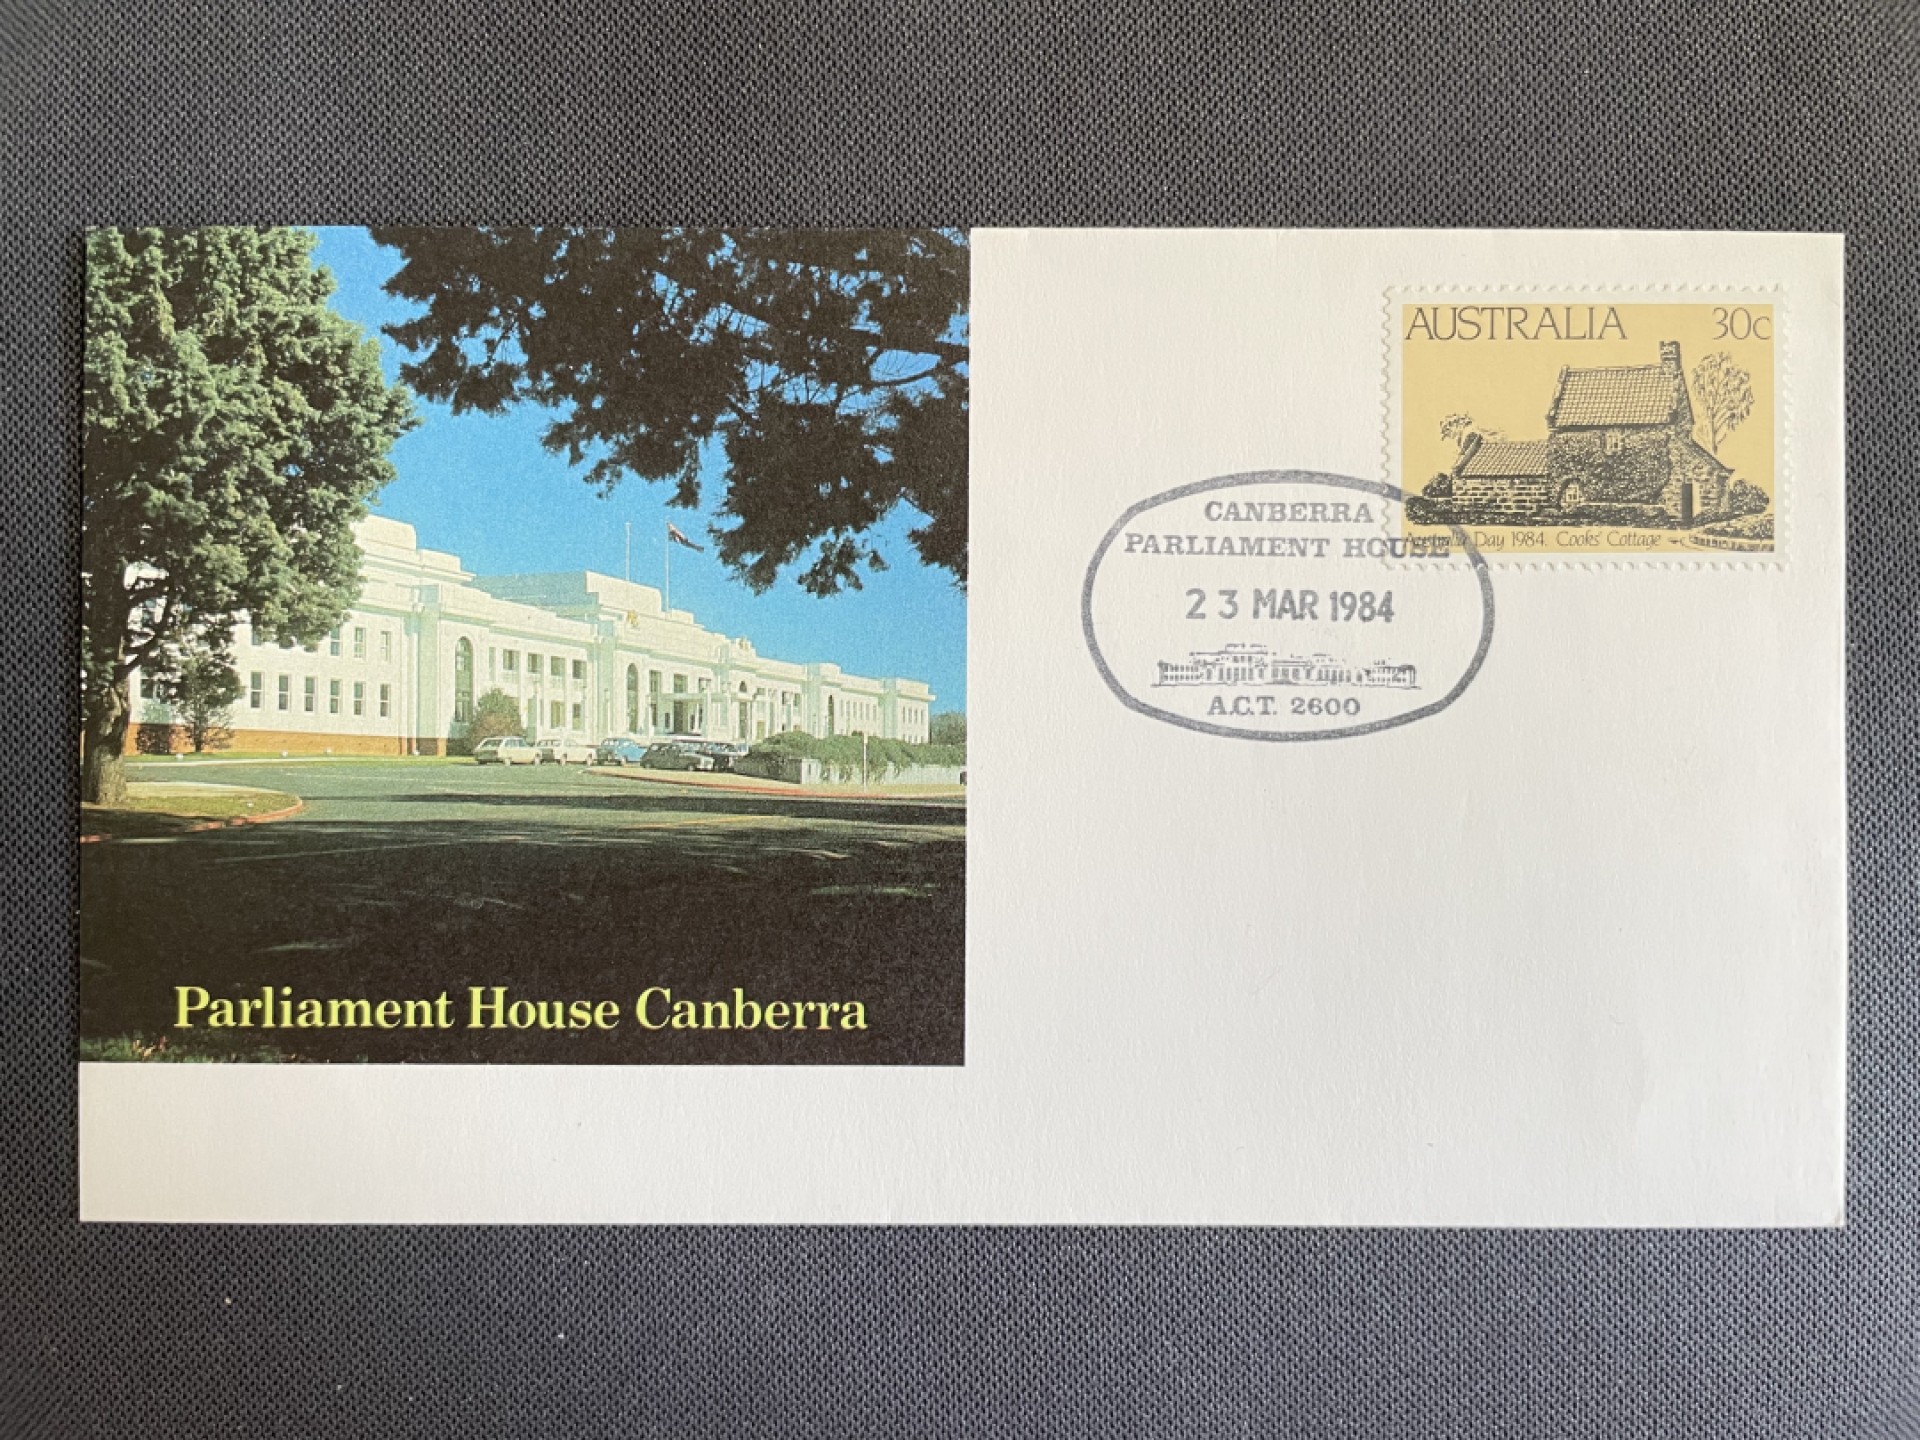 AUSTRALIA 30c
Australia Day 1984. Cooks' Cottage
CANBERRA
PARLIAMENT HOUSE
23 MAR 1984
A.C.T. 2600
Parliament House Canberra